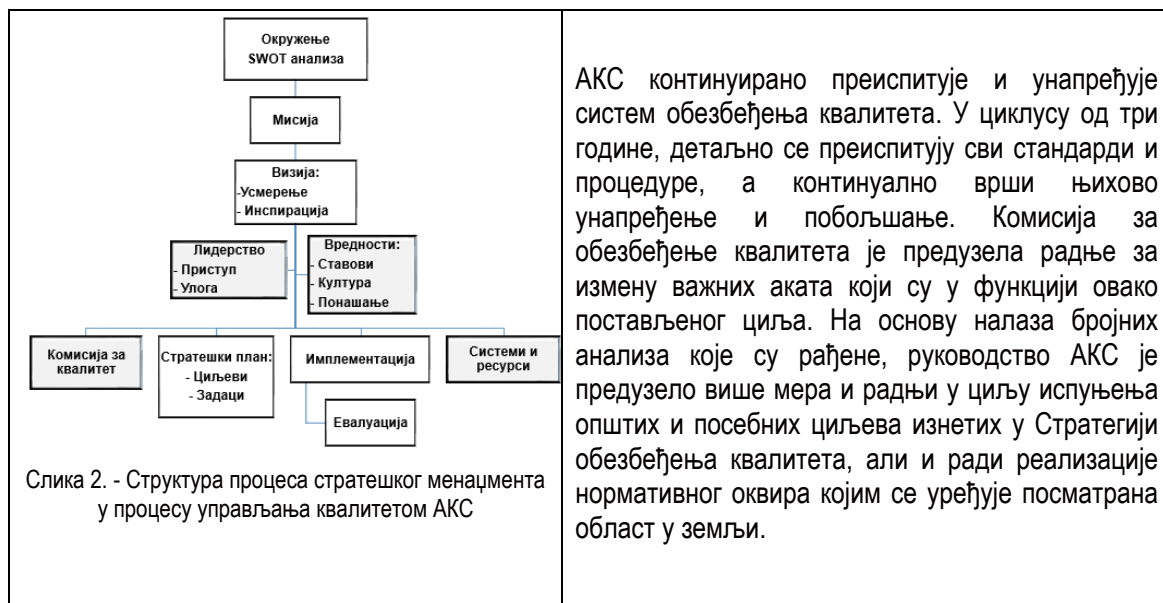 Окружење
SWOT анализа
Мисија
Визија:
-Усмерење
- Инспирација
Лидерство
- Приступ
- Улога
Вредности:
- Ставови
- Култура
- Понашање
Комисија за
квалитет
Стратешки план:
- Циљеви
- Задаци
Имплементација
Системи и
ресурси
Евалуација
Слика 2. - Структура процеса стратешког менаџмента
у процесу управљања квалитетом АКС
АКС континуирано преиспитује и унапређује
систем обезбеђења квалитета. У циклусу од три
године, детаљно се преиспитују сви стандарди и
процедуре, а континуално врши њихово
унапређење и побољшање. Комисија за
обезбеђење квалитета је предузела радње за
измену важних аката који су у функцији овако
постављеног циља. На основу налаза бројних
анализа које су рађене, руководство АКС је
предузело више мера и радњи у циљу испуњења
општих и посебних циљева изнетих у Стратегији
обезбеђења квалитета, али и ради реализације
нормативног оквира којим се уређује посматрана
област у земљи.